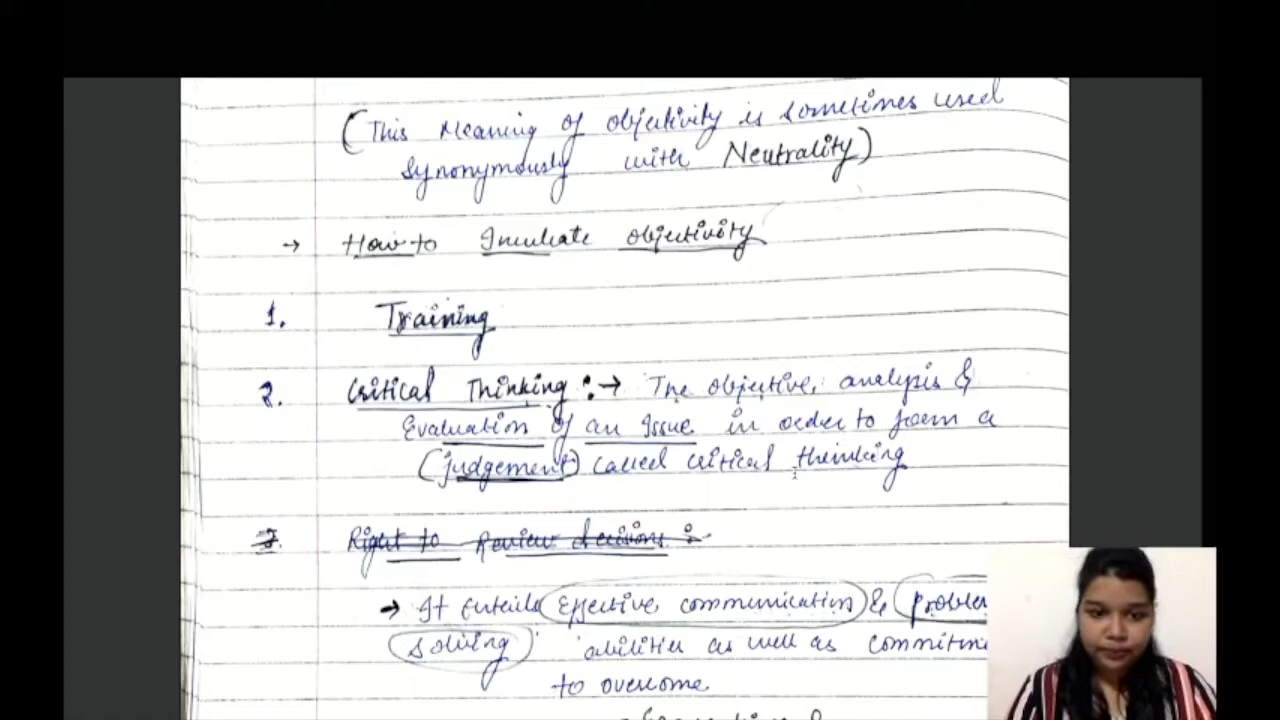 (This Meaning of objectivity is sometimes used
synonymously with Neutrality)
→ How to Inculcate objectivity
1. Training
2. Critical Thinking :→ The objective analysis &
Evaluation of an Issue in order to form a
(judgement) called critical thinking
3. Right to Review decisions :-
→ It Entails Effective communication &
solving abilities as well as
to overcome